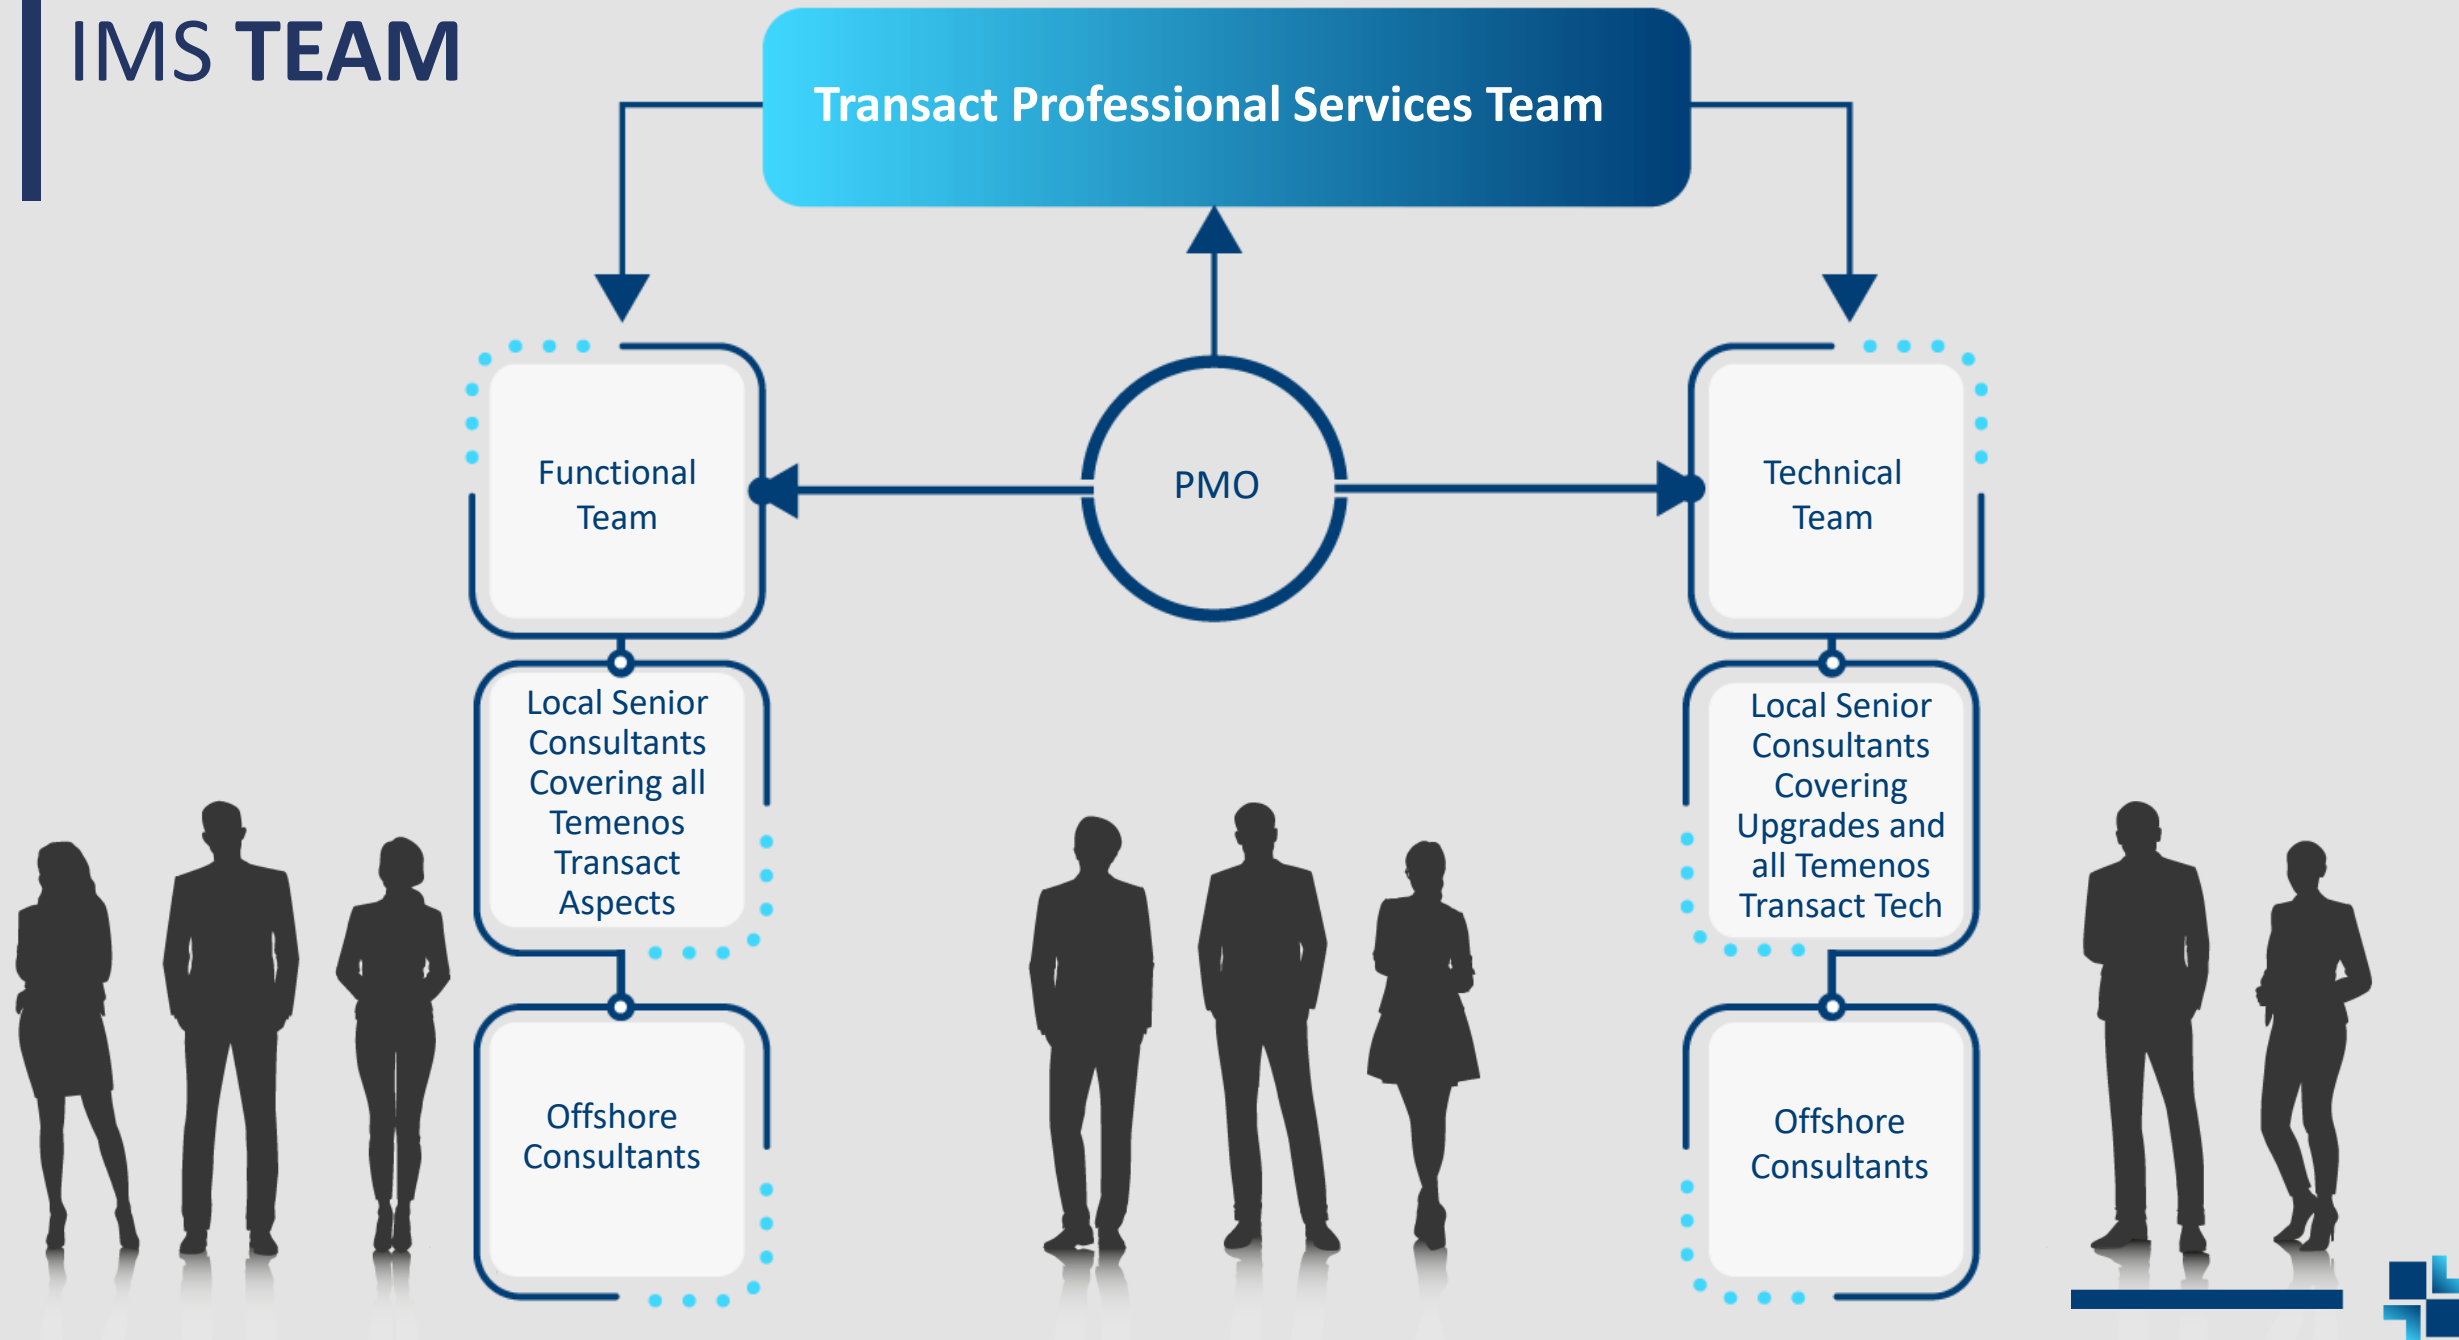 IMS TEAM
Transact Professional Services Team
Functional
Team
PMO
Technical
Team
Local Senior
Consultants
Covering all
Temenos
Transact
Aspects
Local Senior
Consultants
Covering
Upgrades and
all Temenos
Transact Tech
Offshore
Consultants
Offshore
Consultants